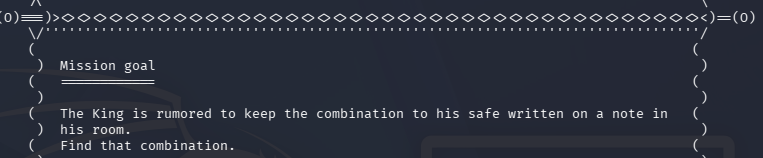 Mission goal
============
The King is rumored to keep the combination to his safe written on a note in
his room.
Find that combination.